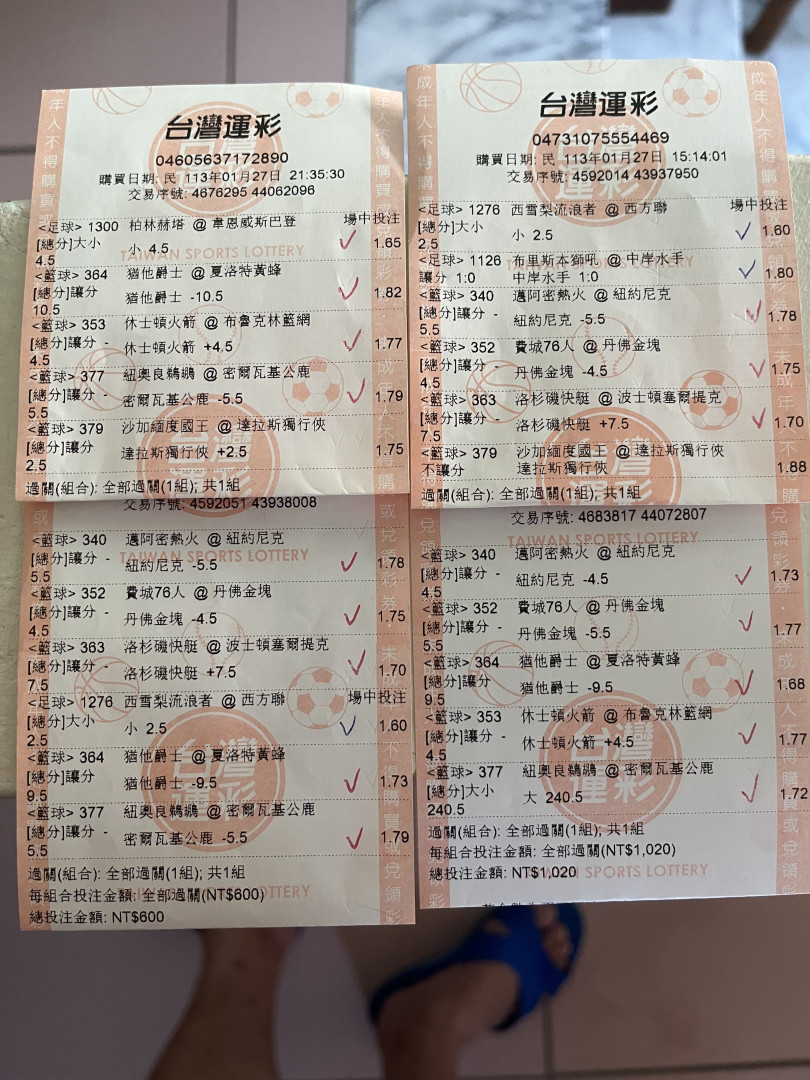 台灣運彩
04605637172890
購買日期: 民 113年01月27日 21:35:30
交易序號: 4676295 44062096
<足球> 1300 柏林赫塔 @ 韋恩威斯巴登 場中投注
[總分]大小 小 4.5 1.65
4.5
<籃球> 364 猶他爵士 @ 夏洛特黃蜂
[總分]讓分 猶他爵士 -10.5 1.82
10.5
<籃球> 353 休士頓火箭 @ 布魯克林籃網
[總分]讓分 - 休士頓火箭 +4.5 1.77
4.5
<籃球> 377 紐奧良鵜鶘 @ 密爾瓦基公鹿
[總分]讓分 - 密爾瓦基公鹿 -5.5 1.79
5.5
<籃球> 379 沙加緬度國王 @ 達拉斯獨行俠
[總分]讓分 達拉斯獨行俠 +2.5 1.75
2.5
過關(組合): 全部過關(1組); 共1組
台灣運彩
04731075554469
購買日期: 民 113年01月27日 15:14:01
交易序號: 4592014 43937950
<足球> 1276 西雪梨流浪者 @ 西方聯 場中投注
[總分]大小 小 2.5 1.60
2.5
<足球> 1126 布里斯本獅吼 @ 中岸水手
讓分 1:0 中岸水手 1:0 1.80
<籃球> 340 邁阿密熱火 @ 紐約尼克
[總分]讓分 - 紐約尼克 -5.5 1.78
5.5
<籃球> 352 費城76人 @ 丹佛金塊
[總分]讓分 - 丹佛金塊 -4.5 1.75
4.5
<籃球> 363 洛杉磯快艇 @ 波士頓塞爾提克
[總分]讓分 - 洛杉磯快艇 +7.5 1.70
7.5
<籃球> 379 沙加緬度國王 @ 達拉斯獨行俠
不讓分 達拉斯獨行俠 1.88
過關(組合): 全部過關(1組); 共1組
交易序號: 4592051 43938008
<籃球> 340 邁阿密熱火 @ 紐約尼克
[總分]讓分 - 紐約尼克 -5.5 1.78
5.5
<籃球> 352 費城76人 @ 丹佛金塊
[總分]讓分 - 丹佛金塊 -4.5 1.75
4.5
<籃球> 363 洛杉磯快艇 @ 波士頓塞爾提克
[總分]讓分 - 洛杉磯快艇 +7.5 1.70
7.5
<足球> 1276 西雪梨流浪者 @ 西方聯 場中投注
[總分]大小 小 2.5 1.60
2.5
<籃球> 364 猶他爵士 @ 夏洛特黃蜂
[總分]讓分 猶他爵士 -9.5 1.73
9.5
<籃球> 377 紐奧良鵜鶘 @ 密爾瓦基公鹿
[總分]讓分 - 密爾瓦基公鹿 -5.5 1.79
5.5
過關(組合): 全部過關(1組); 共1組
每組合投注金額: 全部過關(NT$600)
總投注金額: NT$600
交易序號: 4683817 44072807
<籃球> 340 邁阿密熱火 @ 紐約尼克
[總分]讓分 - 紐約尼克 -4.5 1.73
4.5
<籃球> 352 費城76人 @ 丹佛金塊
[總分]讓分 - 丹佛金塊 -5.5 1.77
5.5
<籃球> 364 猶他爵士 @ 夏洛特黃蜂
[總分]讓分 猶他爵士 -9.5 1.68
9.5
<籃球> 353 休士頓火箭 @ 布魯克林籃網
[總分]讓分 - 休士頓火箭 +4.5 1.77
4.5
<籃球> 377 紐奧良鵜鶘 @ 密爾瓦基公鹿
[總分]大小 大 240.5 1.72
240.5
過關(組合): 全部過關(1組); 共1組
每組合投注金額: 全部過關(NT$1,020)
總投注金額: NT$1,020